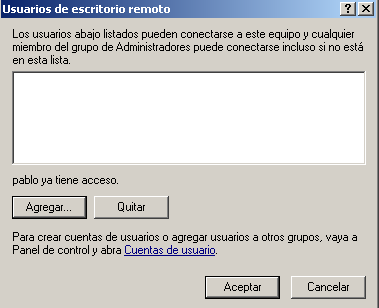 Usuarios de escritorio remoto
Los usuarios abajo listados pueden conectarse a este equipo y cualquier
miembro del grupo de Administradores puede conectarse incluso si no está
en esta lista.
pablo ya tiene acceso.
Agregar... Quitar
Para crear cuentas de usuarios o agregar usuarios a otros grupos, vaya a
Panel de control y abra Cuentas de usuario.
Aceptar Cancelar